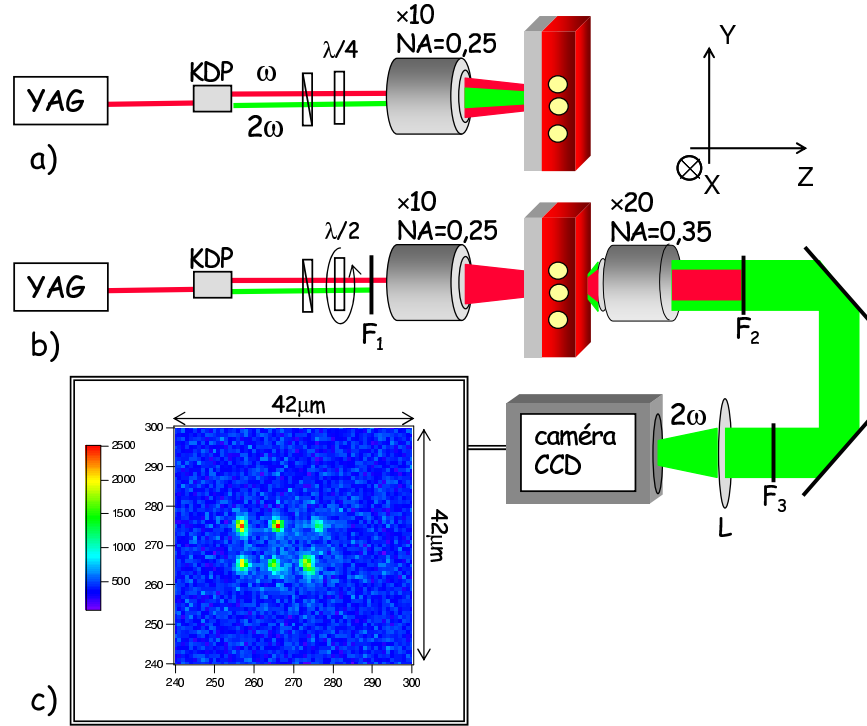 ×10
NA=0,25
λ/4
KDP
ω
YAG
2ω
a)
Y
X
Z
×10
NA=0,25
×20
NA=0,35
λ/2
KDP
YAG
F1
F2
b)
42μm
2ω
caméra
CCD
F3
L
42μm
2500
2000
1500
1000
500
300
290
280
270
260
250
240
240
250
260
270
280
290
300
c)